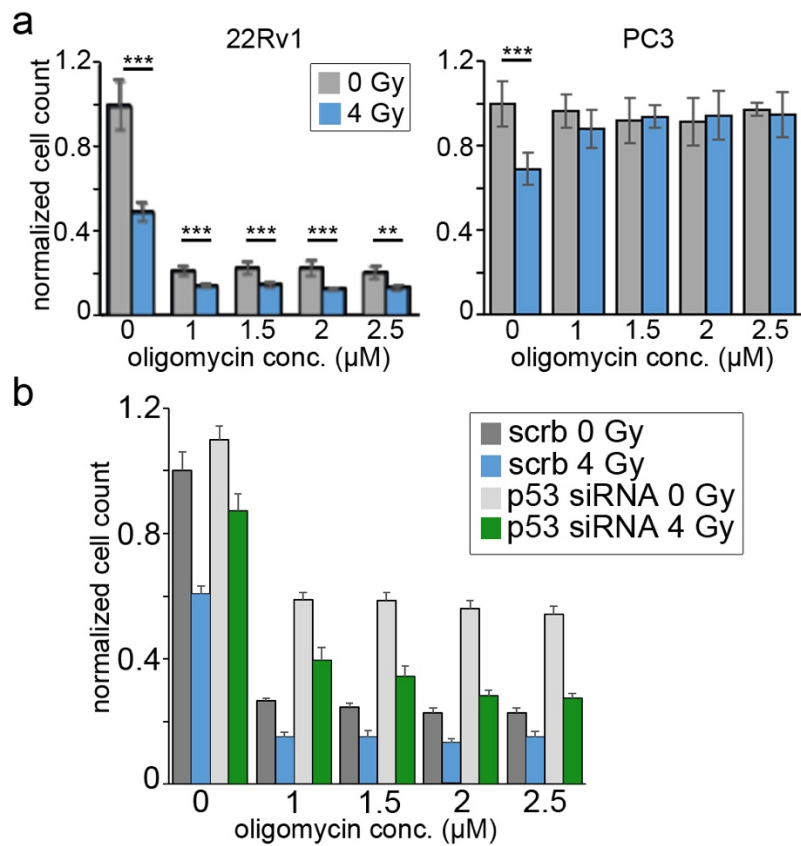 a
22Rv1
PC3
normalized cell count
1.2
0.8
0.4
0
***
***
***
***
**
0 Gy
4 Gy
0
1
1.5
2
2.5
oligomycin conc. (µM)
1.2
0.8
0.4
0
***
0
1
1.5
2
2.5
oligomycin conc. (µM)
b
normalized cell count
1.2
0.8
0.4
0
scrb 0 Gy
scrb 4 Gy
p53 siRNA 0 Gy
p53 siRNA 4 Gy
0
1
1.5
2
2.5
oligomycin conc. (µM)